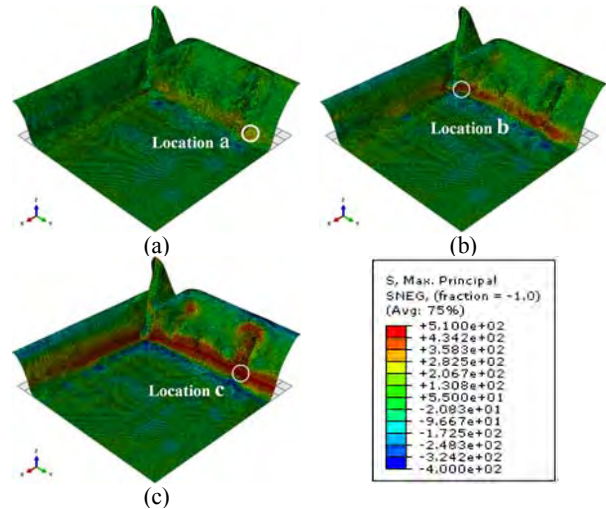 Location a
(a)
Location b
(b)
Location c
(c)
S, Max. Principal
SNEG, (fraction = -1.0)
(Avg: 75%)
+5.100e+02
+4.342e+02
+3.583e+02
+2.825e+02
+2.067e+02
+1.308e+02
+5.500e+01
-2.083e+01
-9.667e+01
-1.725e+02
-2.483e+02
-3.242e+02
-4.000e+02